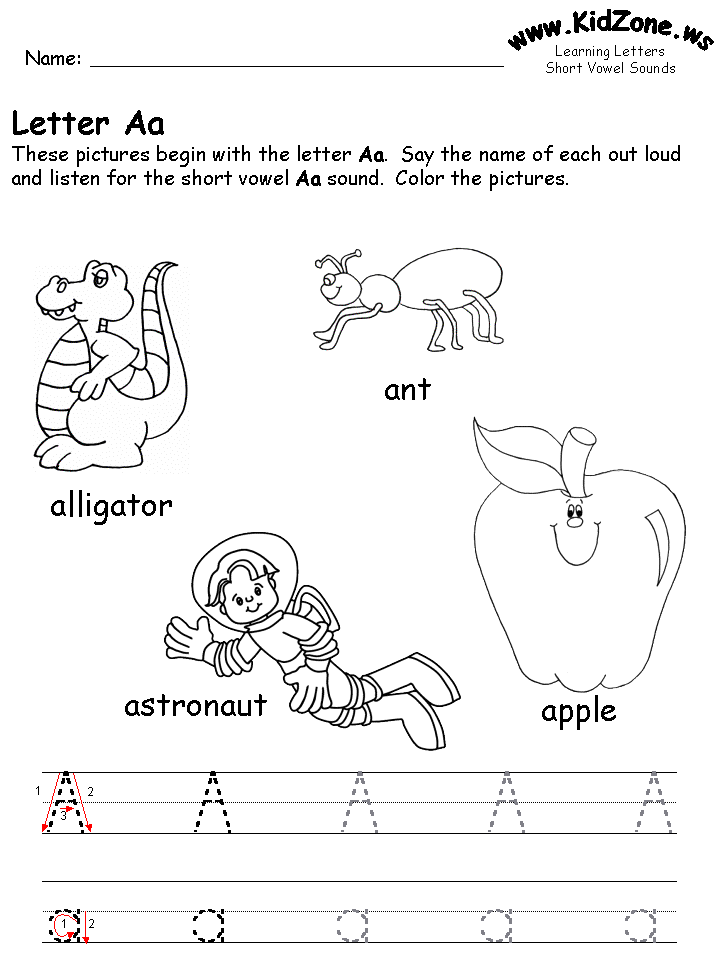 www.KidZone.ws
Learning Letters
Short Vowel Sounds
Name:
Letter Aa
These pictures begin with the letter Aa. Say the name of each out loud
and listen for the short vowel Aa sound. Color the pictures.
ant
alligator
astronaut
apple
1 2 3 A A A A A
1 2 a a a a a